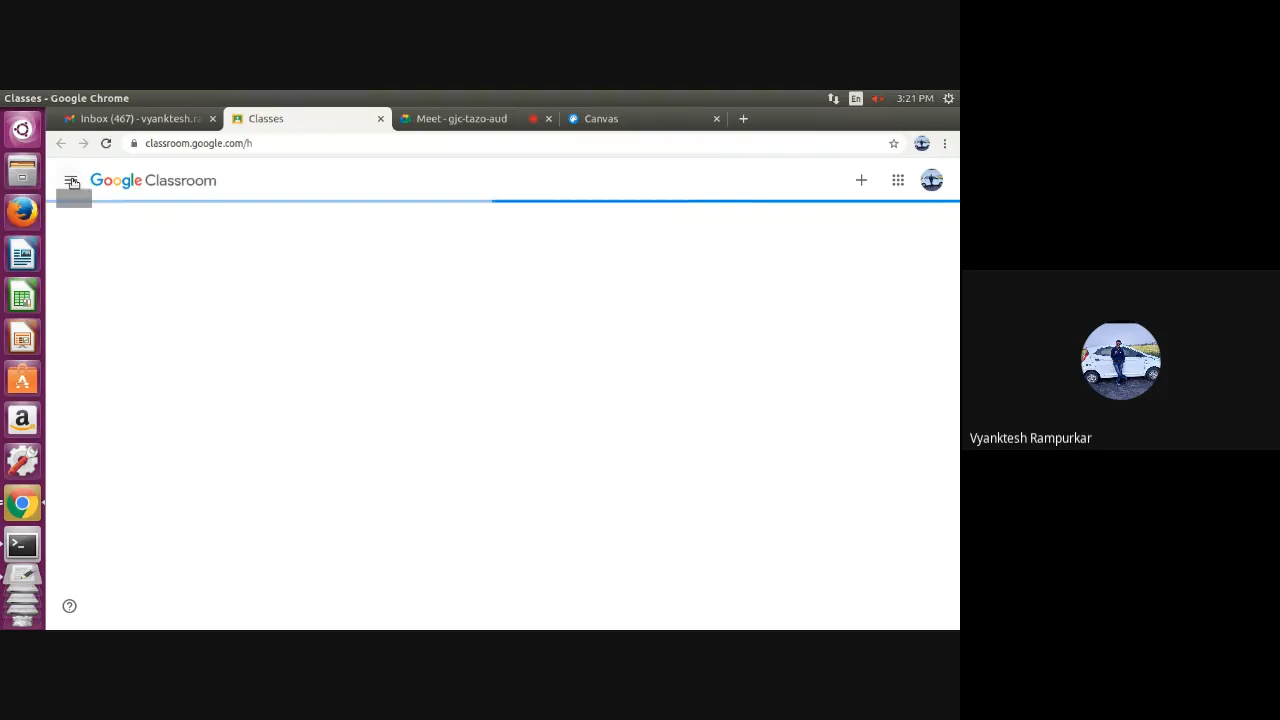 Classes - Google Chrome
En
3:21 PM
Inbox (467) - vyanktesh.ra
Classes
Meet - gjc-tazo-aud
Canvas
classroom.google.com/h
Google Classroom
Vyanktesh Rampurkar